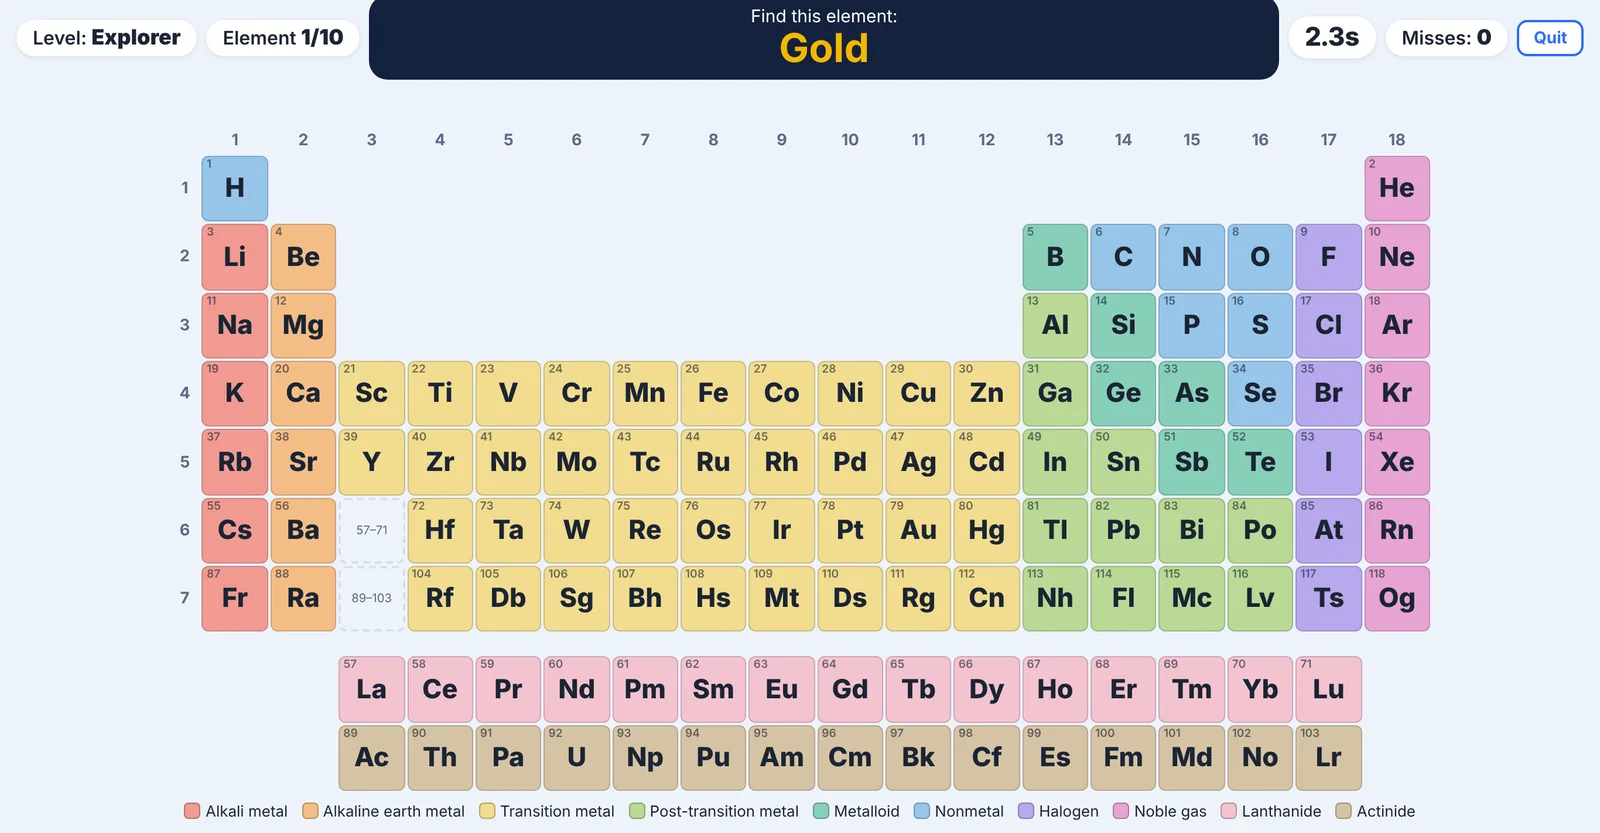 Level: Explorer
Element 1/10
Find this element:
Gold
2.3s
Misses: 0
Quit
1 2 3 4 5 6 7 8 9 10 11 12 13 14 15 16 17 18
1
1 H
2 He
2
3 Li
4 Be
5 B
6 C
7 N
8 O
9 F
10 Ne
3
11 Na
12 Mg
13 Al
14 Si
15 P
16 S
17 Cl
18 Ar
4
19 K
20 Ca
21 Sc
22 Ti
23 V
24 Cr
25 Mn
26 Fe
27 Co
28 Ni
29 Cu
30 Zn
31 Ga
32 Ge
33 As
34 Se
35 Br
36 Kr
5
37 Rb
38 Sr
39 Y
40 Zr
41 Nb
42 Mo
43 Tc
44 Ru
45 Rh
46 Pd
47 Ag
48 Cd
49 In
50 Sn
51 Sb
52 Te
53 I
54 Xe
6
55 Cs
56 Ba
57–71
72 Hf
73 Ta
74 W
75 Re
76 Os
77 Ir
78 Pt
79 Au
80 Hg
81 Tl
82 Pb
83 Bi
84 Po
85 At
86 Rn
7
87 Fr
88 Ra
89–103
104 Rf
105 Db
106 Sg
107 Bh
108 Hs
109 Mt
110 Ds
111 Rg
112 Cn
113 Nh
114 Fl
115 Mc
116 Lv
117 Ts
118 Og
57 La
58 Ce
59 Pr
60 Nd
61 Pm
62 Sm
63 Eu
64 Gd
65 Tb
66 Dy
67 Ho
68 Er
69 Tm
70 Yb
71 Lu
89 Ac
90 Th
91 Pa
92 U
93 Np
94 Pu
95 Am
96 Cm
97 Bk
98 Cf
99 Es
100 Fm
101 Md
102 No
103 Lr
Alkali metal
Alkaline earth metal
Transition metal
Post-transition metal
Metalloid
Nonmetal
Halogen
Noble gas
Lanthanide
Actinide